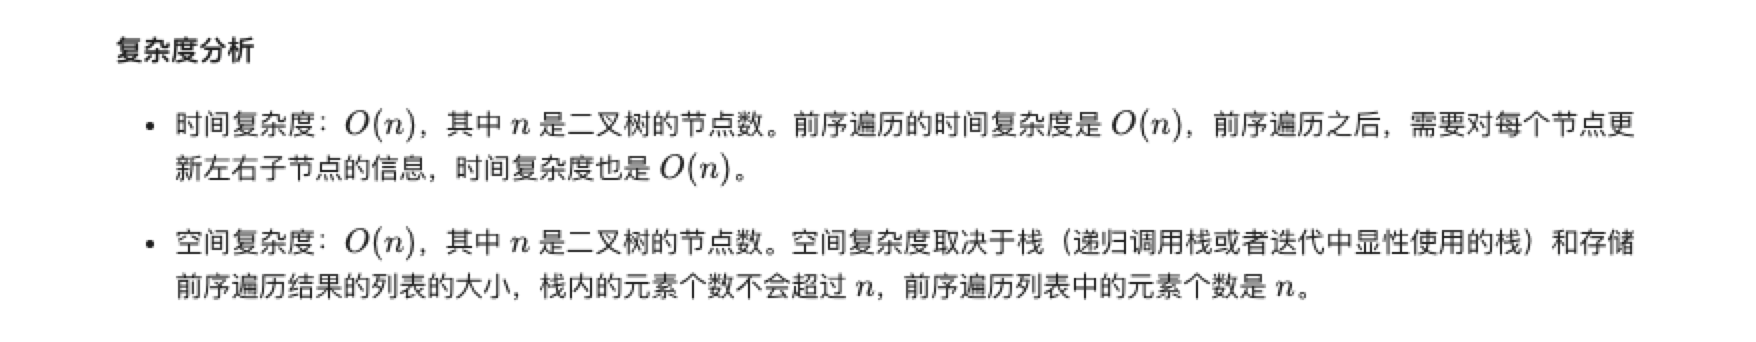 复杂度分析
• 时间复杂度：O(n)，其中 n 是二叉树的节点数。前序遍历的时间复杂度是 O(n)，前序遍历之后，需要对每个节点更
新左右子节点的信息，时间复杂度也是 O(n)。
• 空间复杂度：O(n)，其中 n 是二叉树的节点数。空间复杂度取决于栈（递归调用栈或者迭代中显性使用的栈）和存储
前序遍历结果的列表的大小，栈内的元素个数不会超过 n，前序遍历列表中的元素个数是 n。